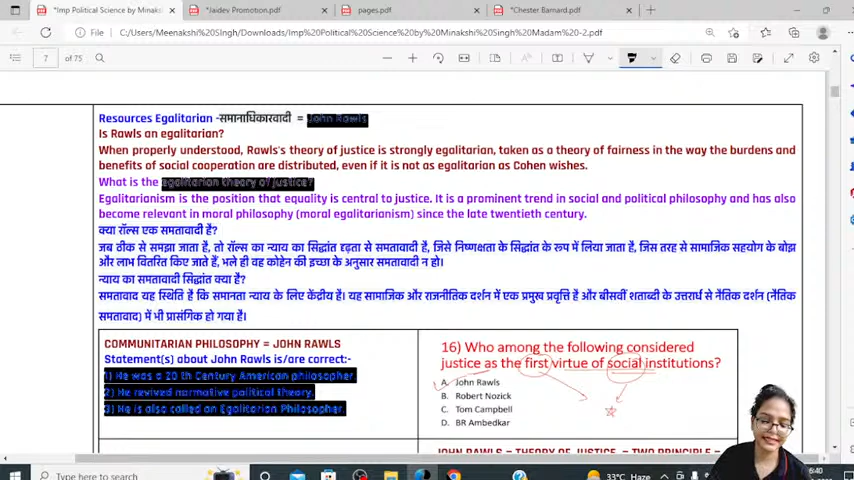 *Imp Political Science by Minaksh
*Jaidev Promotion.pdf
pages.pdf
*Chester Barnard.pdf
File
C:/Users/Meenakshi SIngh/Downloads/Imp Political Science by Minakshi Singh Madam -2.pdf
7 of 75
Resources Egalitarian -समानाधिकारवादी = John Rawls
Is Rawls an egalitarian?
When properly understood, Rawls's theory of justice is strongly egalitarian, taken as a theory of fairness in the way the burdens and
benefits of social cooperation are distributed, even if it is not as egalitarian as Cohen wishes.
What is the egalitarian theory of justice?
Egalitarianism is the position that equality is central to justice. It is a prominent trend in social and political philosophy and has also
become relevant in moral philosophy (moral egalitarianism) since the late twentieth century.
क्या रॉल्स एक समतावादी है?
जब ठीक से समझा जाता है, तो रॉल्स का न्याय का सिद्धांत दृढ़ता से समतावादी है, जिसे निष्पक्षता के सिद्धांत के रूप में लिया जाता है, जिस तरह से सामाजिक सहयोग के बोझ
और लाभ वितरित किए जाते हैं, भले ही वह कोहेन की इच्छा के अनुसार समतावादी न हो।
न्याय का समतावादी सिद्धांत क्या है?
समतावाद यह स्थिति है कि समानता न्याय के लिए केंद्रीय है। यह सामाजिक और राजनीतिक दर्शन में एक प्रमुख प्रवृत्ति है और बीसवीं शताब्दी के उत्तरार्ध से नैतिक दर्शन (नैतिक
समतावाद) में भी प्रासंगिक हो गया है।
COMMUNITARIAN PHILOSOPHY = JOHN RAWLS
Statement(s) about John Rawls is/are correct:-
1) He was a 20 th Century American philosopher
2) He revived normative political theory.
3) He is also called an Egalitarian Philosopher.
16) Who among the following considered
justice as the first virtue of social institutions?
A. John Rawls
B. Robert Nozick
C. Tom Campbell
D. BR Ambedkar
JOHN RAWLS = THEORY OF JUSTICE = TWO PRINCIPLE =
Type here to search
33°C Haze
6:40